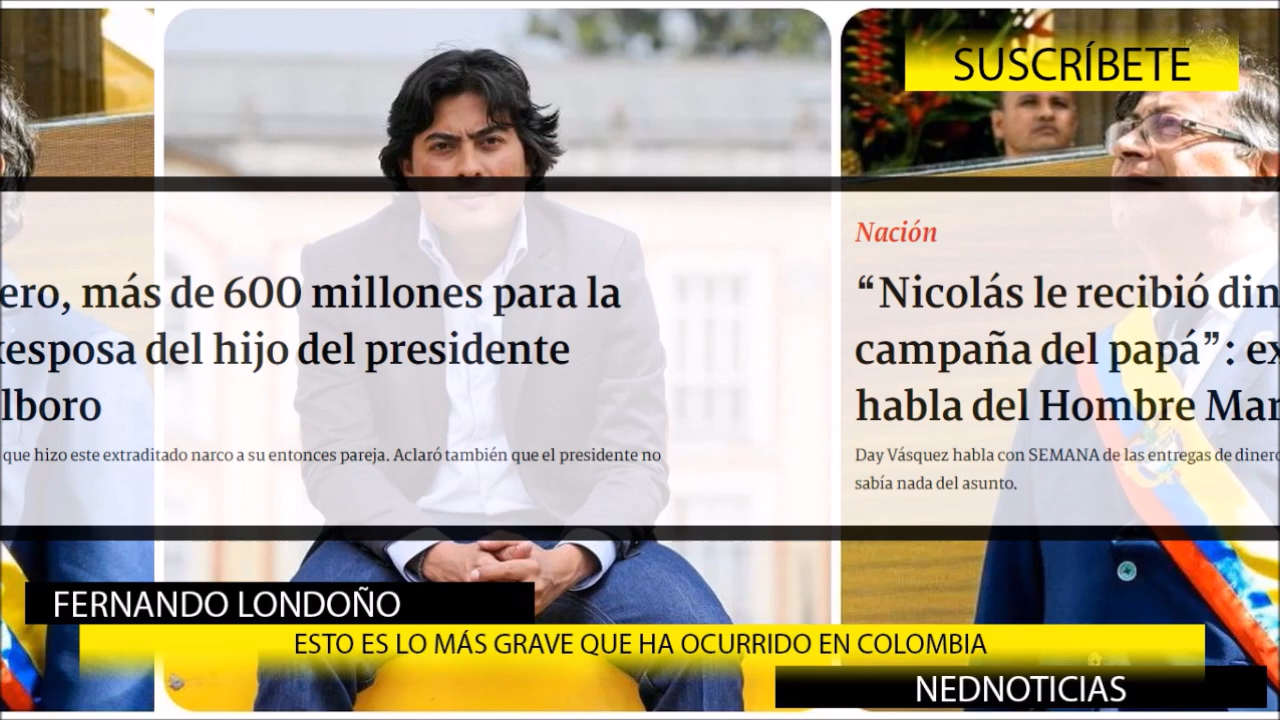 SUSCRÍBETE
ero, más de 600 millones para la
esposa del hijo del presidente
lboro
que hizo este extraditado narco a su entonces pareja. Aclaró también que el presidente no
Nación
“Nicolás le recibió din
campaña del papá”: ex
habla del Hombre Mar
Day Vásquez habla con SEMANA de las entregas de dinero
sabía nada del asunto.
FERNANDO LONDOÑO
ESTO ES LO MÁS GRAVE QUE HA OCURRIDO EN COLOMBIA
NEDNOTICIAS